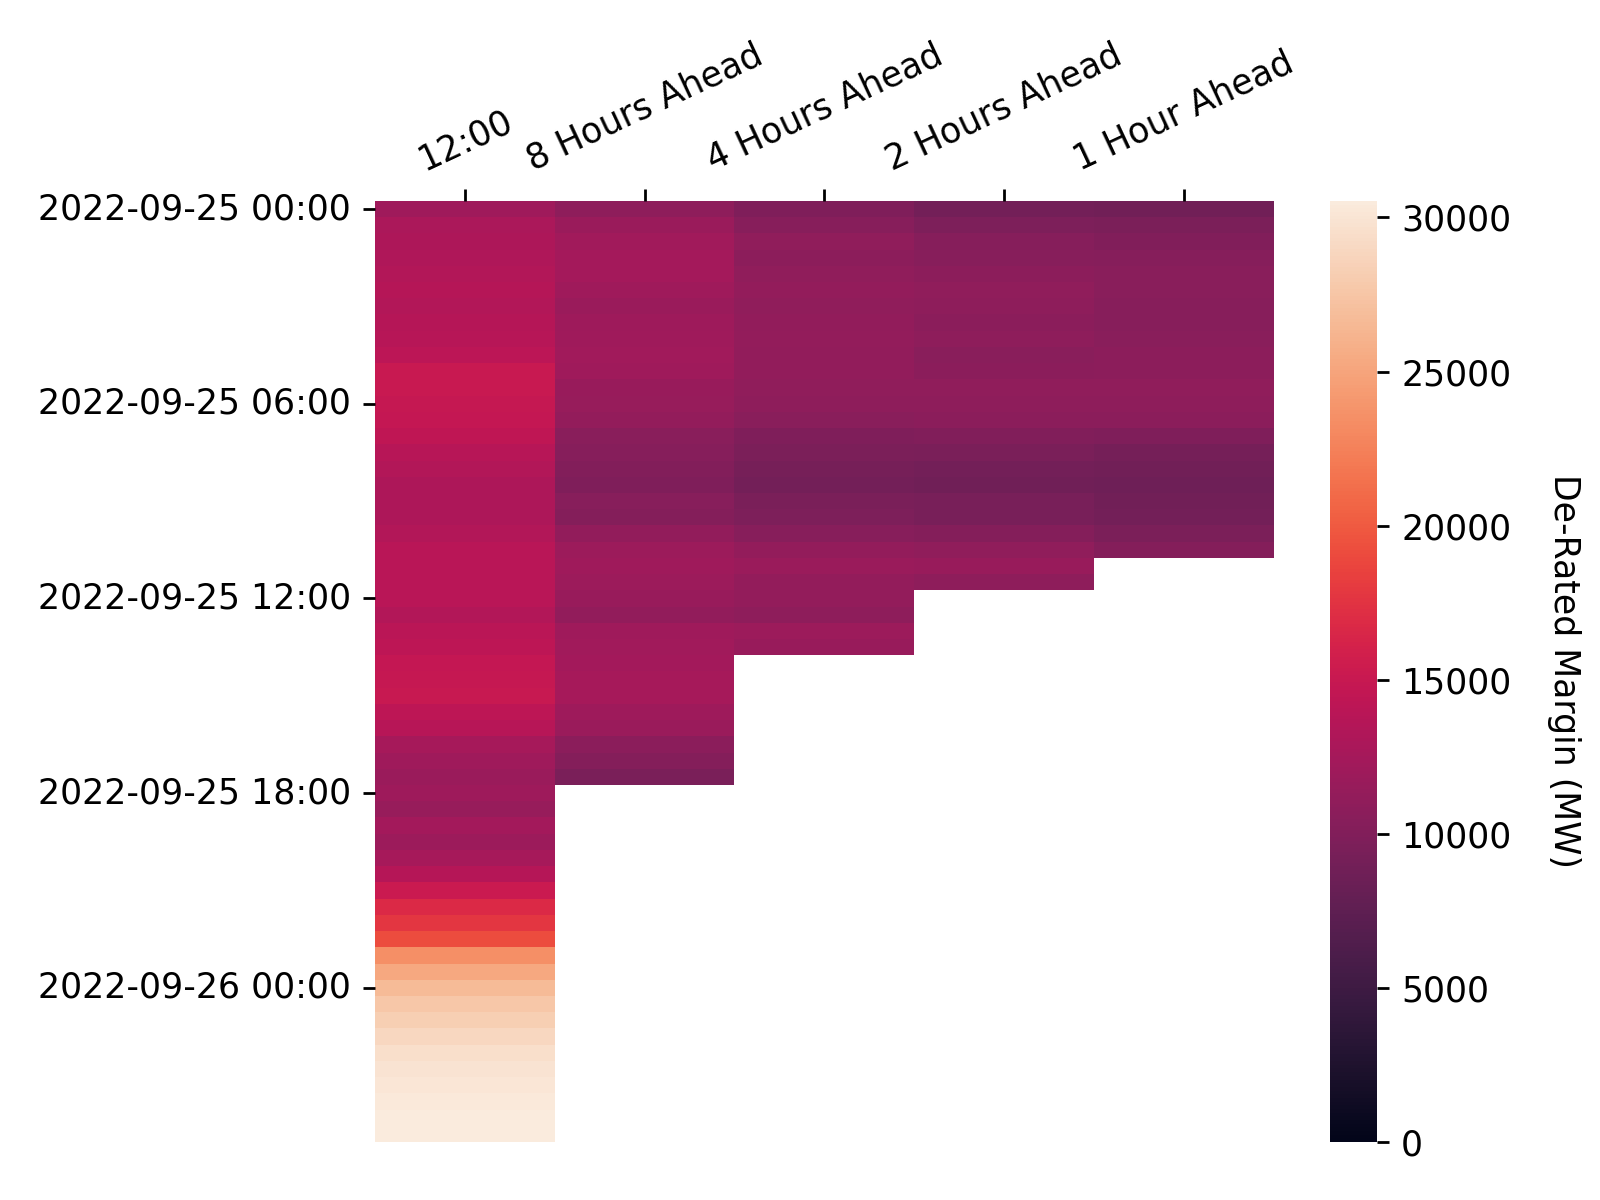 12:00
8 Hours Ahead
4 Hours Ahead
2 Hours Ahead
1 Hour Ahead
2022-09-25 00:00
2022-09-25 06:00
2022-09-25 12:00
2022-09-25 18:00
2022-09-26 00:00
30000
25000
20000
15000
10000
5000
0
De-Rated Margin (MW)